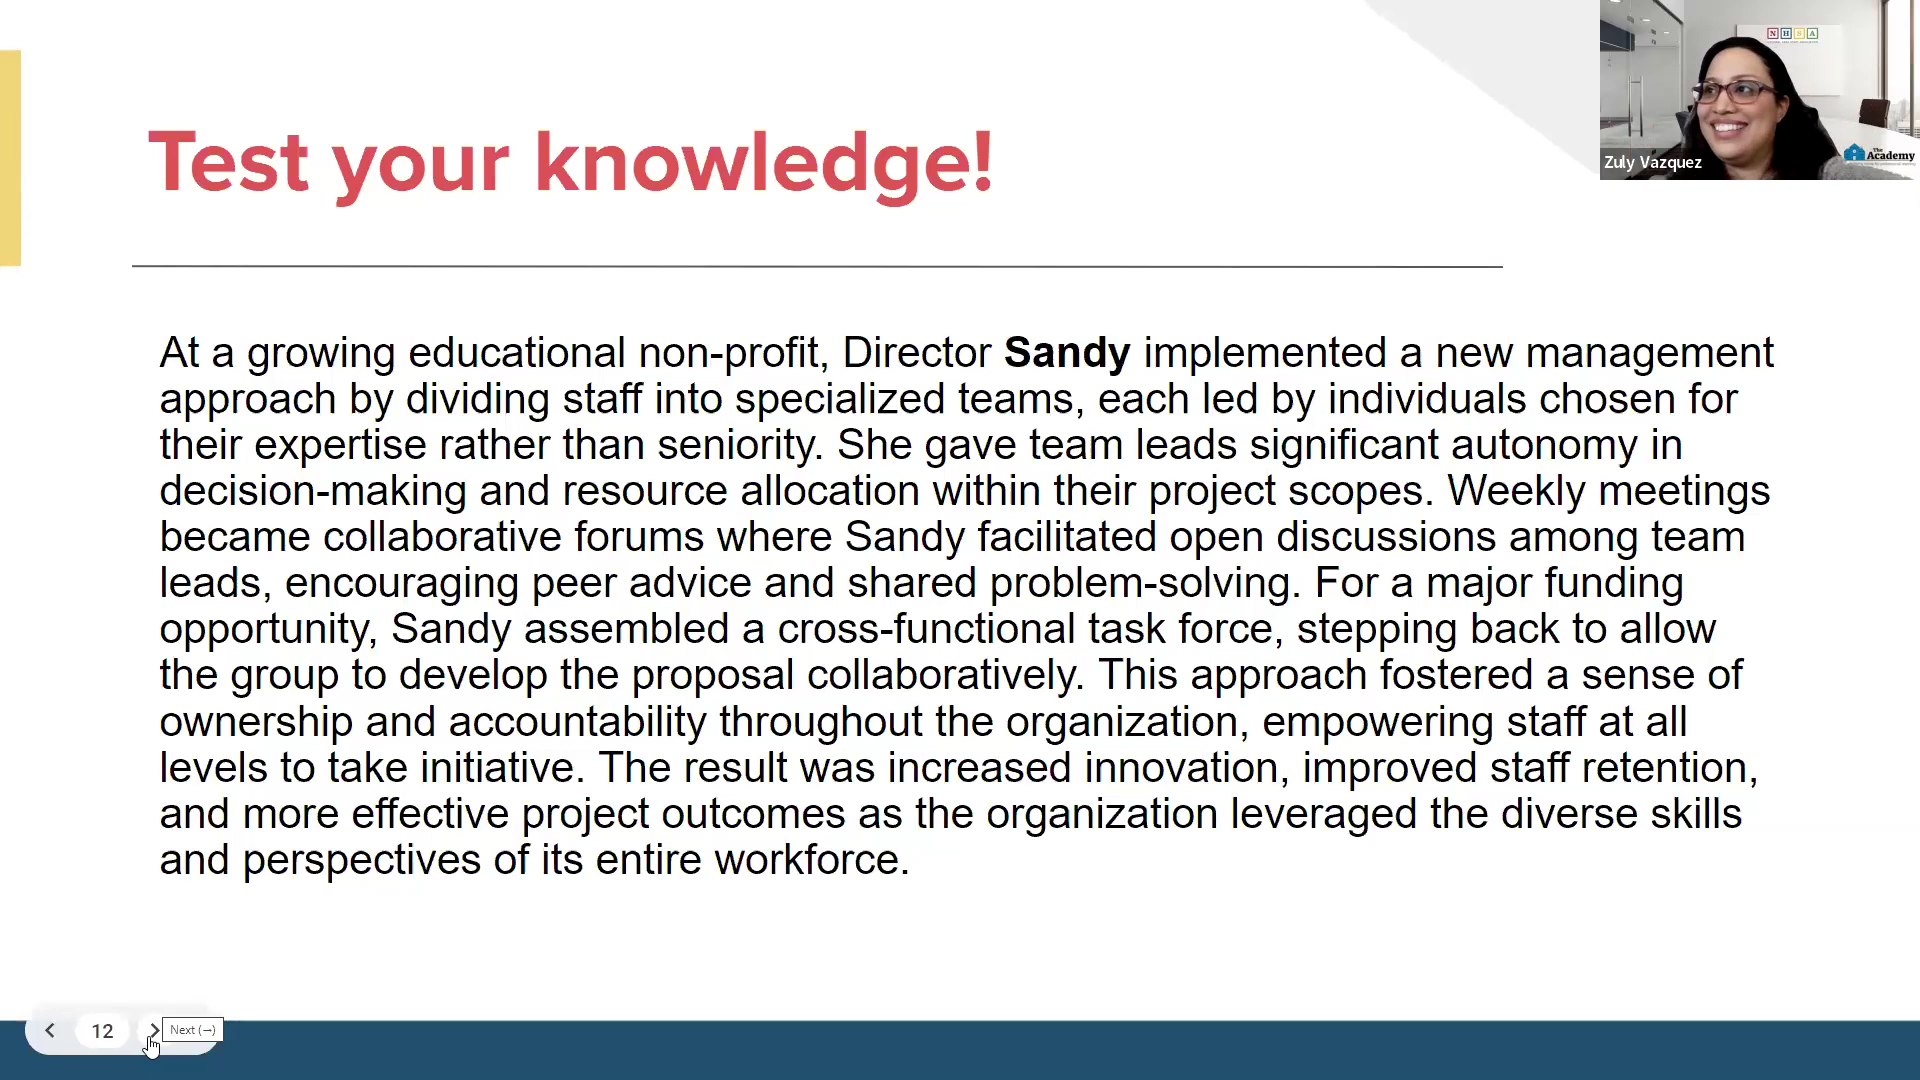 NHSA
The
Academy
Zuly Vazquez
Test your knowledge!
At a growing educational non-profit, Director Sandy implemented a new management
approach by dividing staff into specialized teams, each led by individuals chosen for
their expertise rather than seniority. She gave team leads significant autonomy in
decision-making and resource allocation within their project scopes. Weekly meetings
became collaborative forums where Sandy facilitated open discussions among team
leads, encouraging peer advice and shared problem-solving. For a major funding
opportunity, Sandy assembled a cross-functional task force, stepping back to allow
the group to develop the proposal collaboratively. This approach fostered a sense of
ownership and accountability throughout the organization, empowering staff at all
levels to take initiative. The result was increased innovation, improved staff retention,
and more effective project outcomes as the organization leveraged the diverse skills
and perspectives of its entire workforce.
12
Next (→)